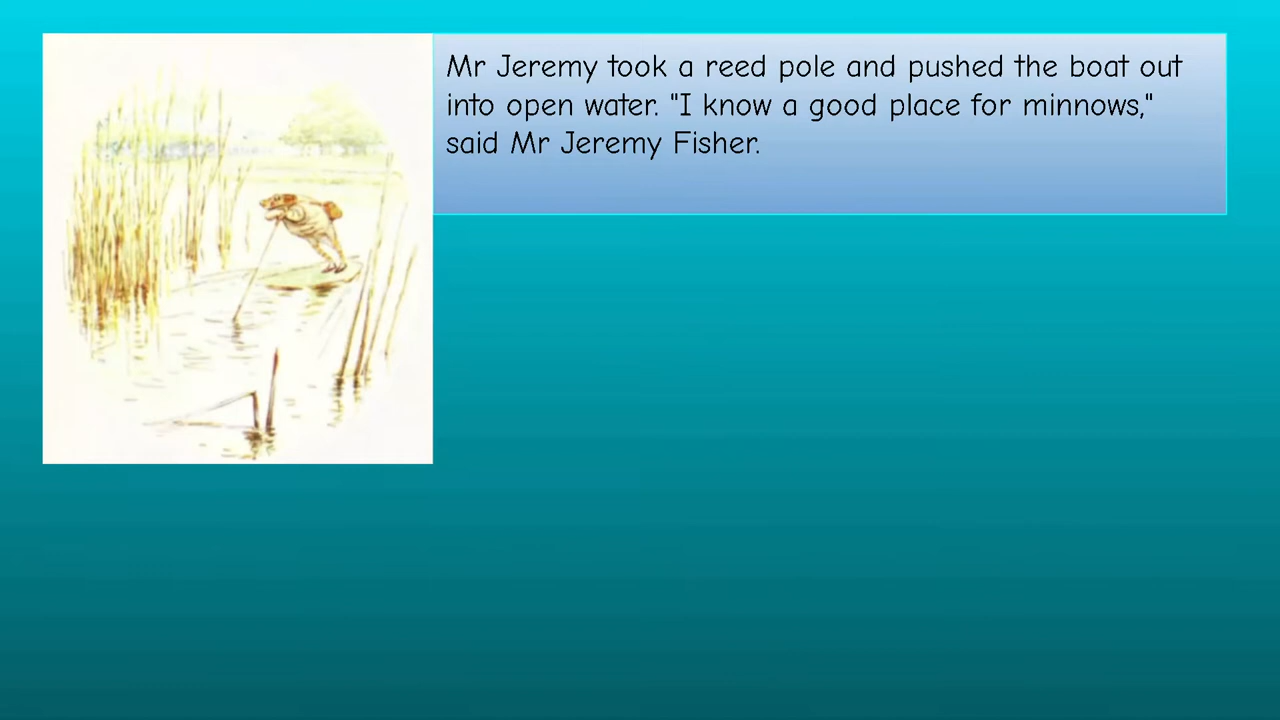 Mr Jeremy took a reed pole and pushed the boat out
into open water. "I know a good place for minnows,"
said Mr Jeremy Fisher.